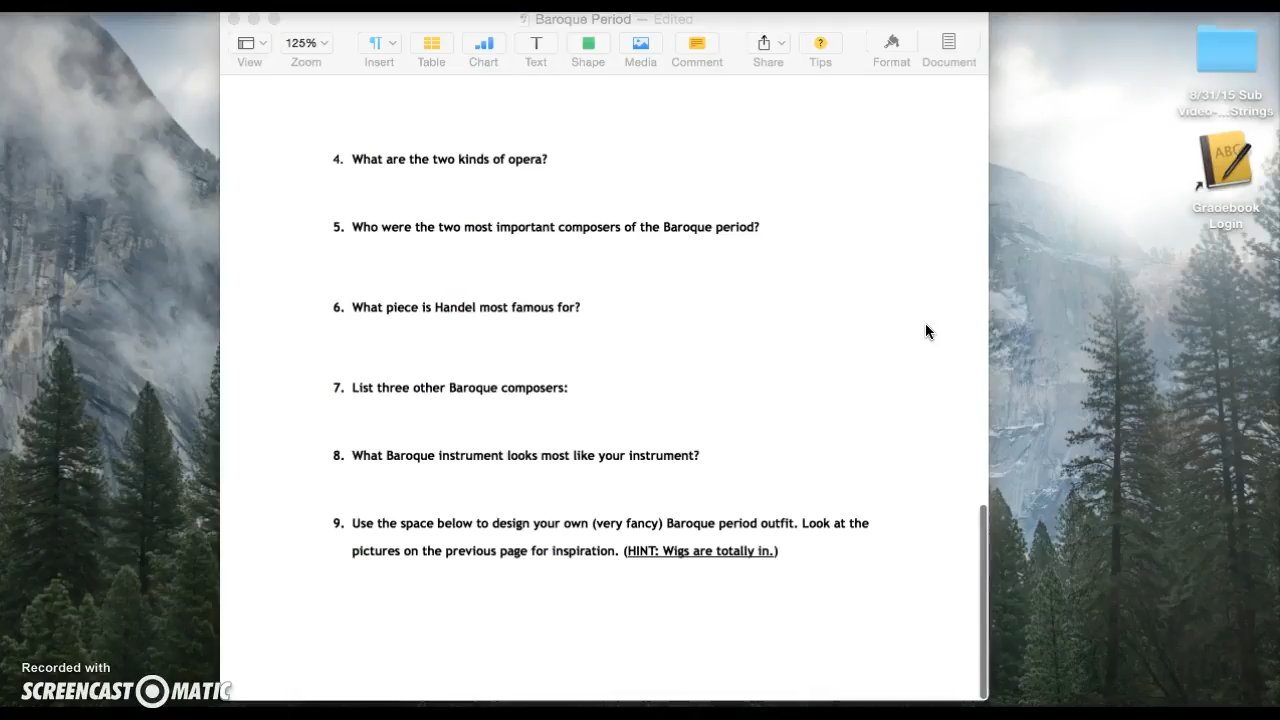 Baroque Period — Edited
125%
View
Zoom
Insert
Table
Chart
Text
Shape
Media
Comment
Share
Tips
Format
Document
4. What are the two kinds of opera?
5. Who were the two most important composers of the Baroque period?
6. What piece is Handel most famous for?
7. List three other Baroque composers:
8. What Baroque instrument looks most like your instrument?
9. Use the space below to design your own (very fancy) Baroque period outfit. Look at the
pictures on the previous page for inspiration. (HINT: Wigs are totally in.)
8/31/15 Sub
Video-...Strings
ABC
Gradebook
Login
Recorded with
SCREENCAST MATIC